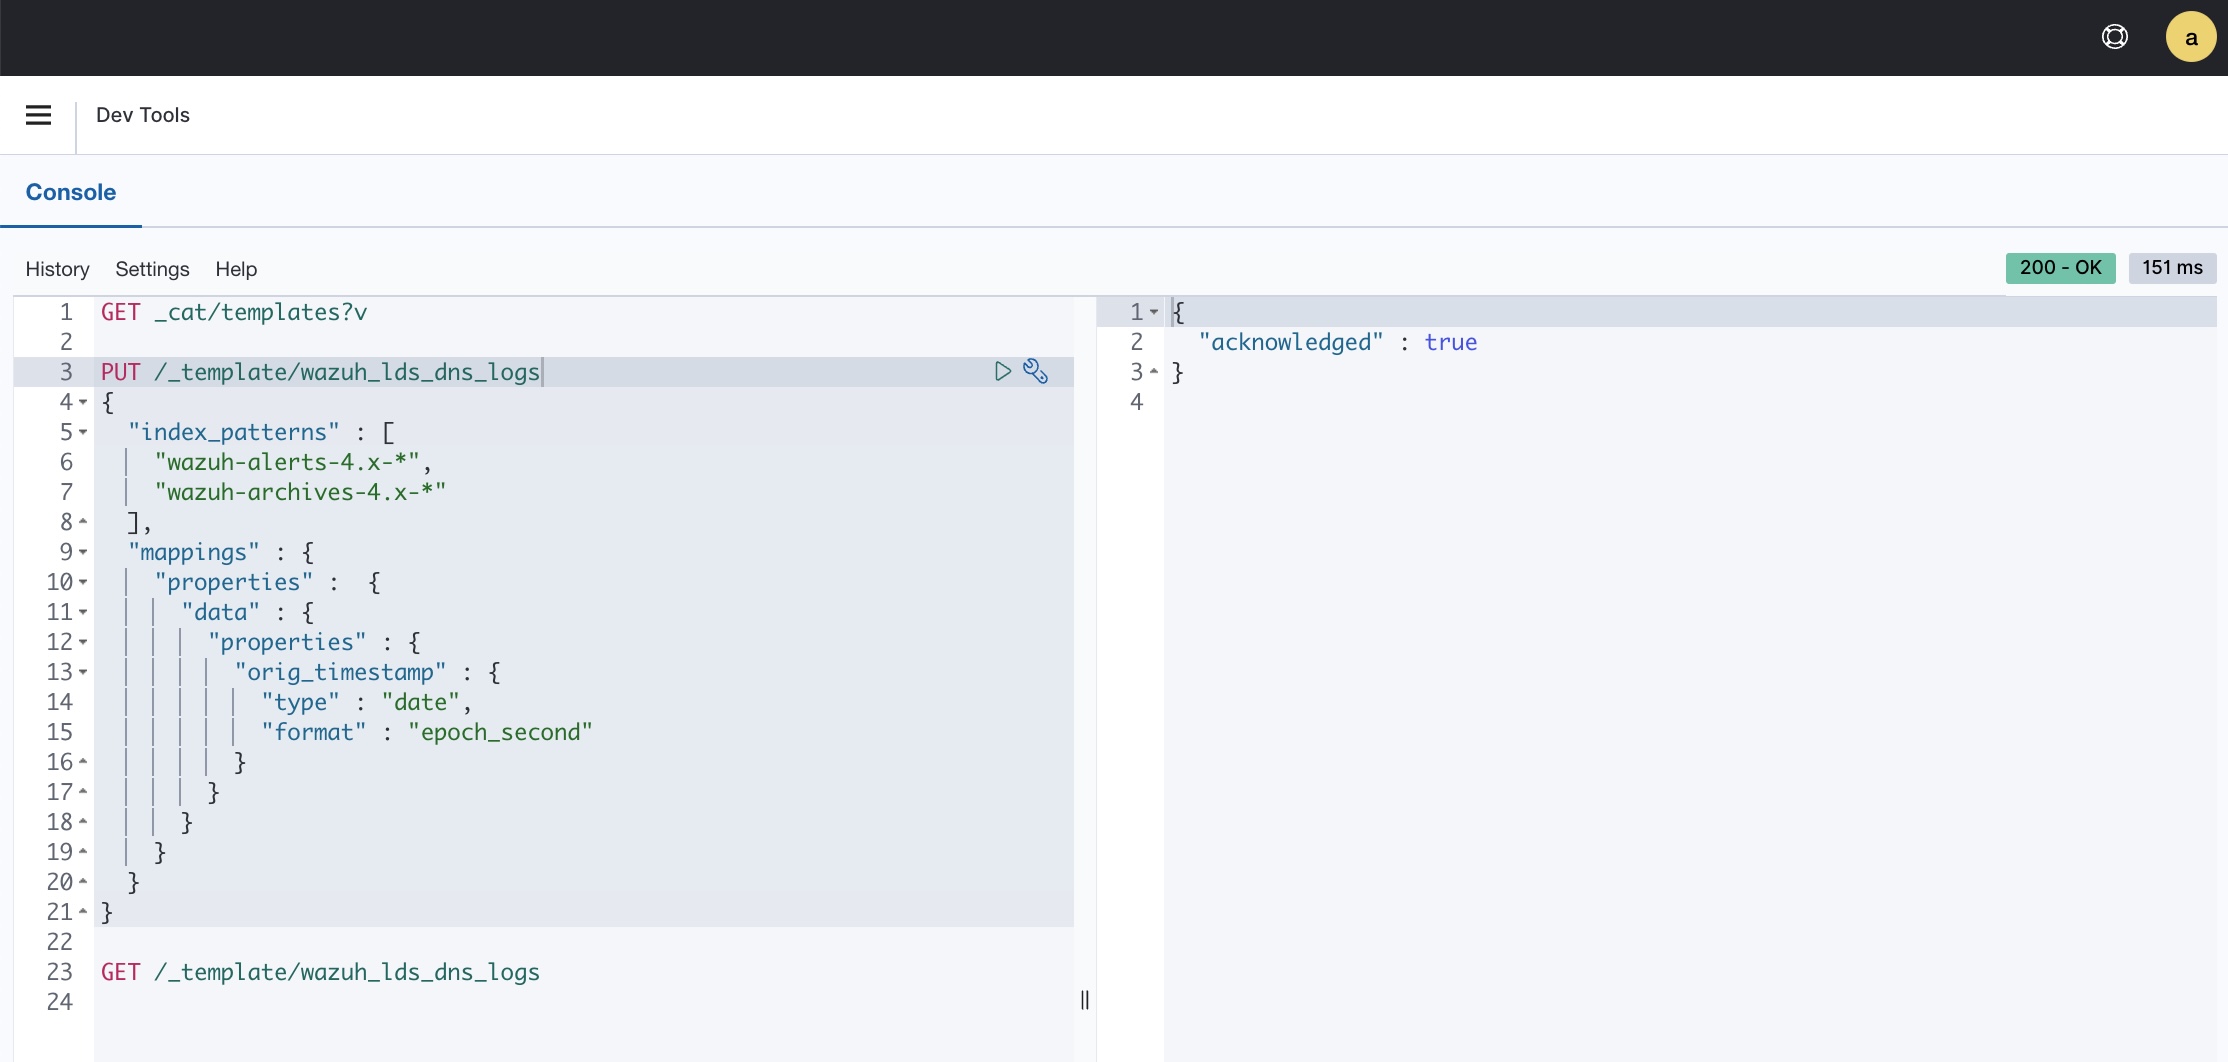 a
Dev Tools
Console
History Settings Help
200 - OK 151 ms
1 GET _cat/templates?v
2
3 PUT /_template/wazuh_lds_dns_logs
4 {
5 "index_patterns" : [
6 "wazuh-alerts-4.x-*",
7 "wazuh-archives-4.x-*"
8 ],
9 "mappings" : {
10 "properties" :  {
11 "data" : {
12 "properties" : {
13 "orig_timestamp" : {
14 "type" : "date",
15 "format" : "epoch_second"
16 }
17 }
18 }
19 }
20 }
21 }
22
23 GET /_template/wazuh_lds_dns_logs
24
1 {
2 "acknowledged" : true
3 }
4